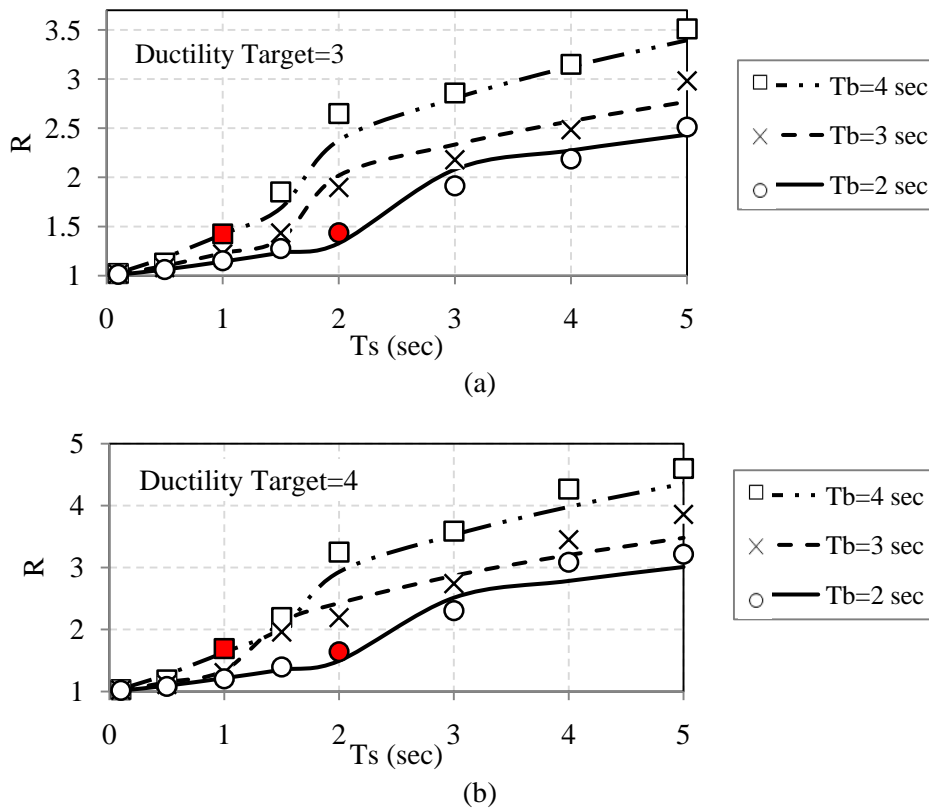 3.5
3
2.5
2
1.5
1
R
Ductility Target=3
0 1 2 3 4 5
Ts (sec)
Tb=4 sec
Tb=3 sec
Tb=2 sec
(a)
5
4
3
2
1
R
Ductility Target=4
0 1 2 3 4 5
Ts (sec)
Tb=4 sec
Tb=3 sec
Tb=2 sec
(b)